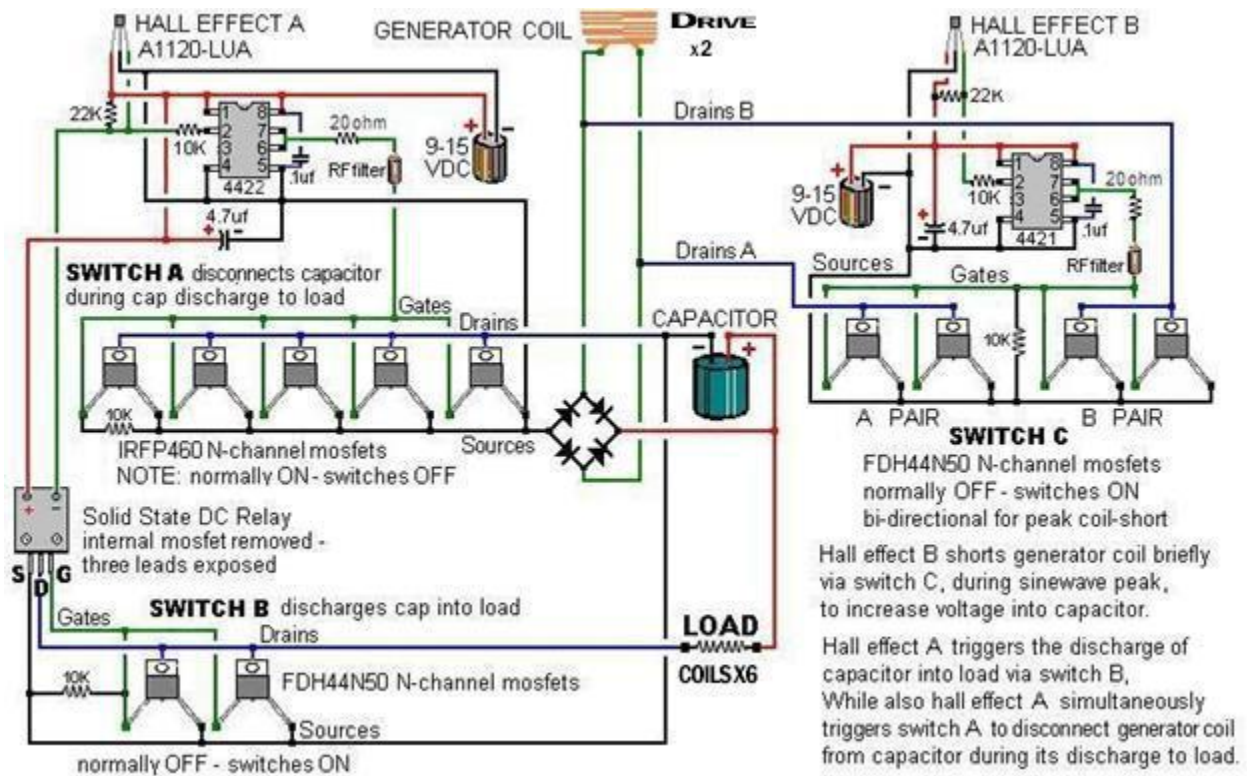 HALL EFFECT A
A1120-LUA
GENERATOR COIL
DRIVE
x2
HALL EFFECT B
A1120-LUA
22K
1
2
3
4
8
7
6
5
10K
4422
.1uf
20 ohm
RF filter
+
-
9-15
VDC
4.7uf
+
-
Drains B
22K
+
-
9-15
VDC
1
2
3
4
8
7
6
5
10K
4421
.1uf
20 ohm
RF filter
+
-
4.7uf
Drains A
Sources
Gates
SWITCH A disconnects capacitor
during cap discharge to load
Gates
Drains
CAPACITOR
-
+
10K
10K
Sources
A PAIR
B PAIR
IRFP460 N-channel mosfets
NOTE: normally ON - switches OFF
SWITCH C
FDH44N50 N-channel mosfets
normally OFF - switches ON
bi-directional for peak coil-short
+
-
Solid State DC Relay
internal mosfet removed -
three leads exposed
S D G
Hall effect B shorts generator coil briefly
via switch C, during sinewave peak,
to increase voltage into capacitor.
SWITCH B discharges cap into load
Gates
Drains
LOAD
COILS X6
10K
FDH44N50 N-channel mosfets
Sources
normally OFF - switches ON
Hall effect A triggers the discharge of
capacitor into load via switch B,
While also hall effect A simultaneously
triggers switch A to disconnect generator coil
from capacitor during its discharge to load.